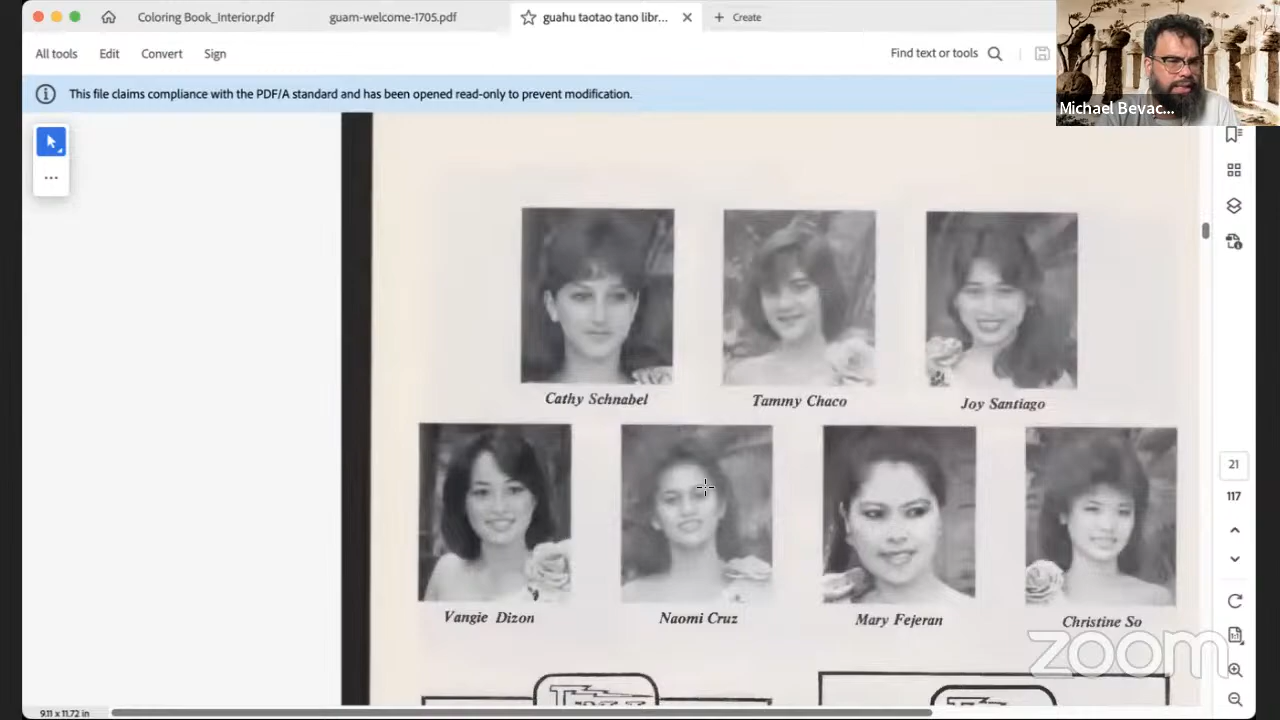 Coloring Book_Interior.pdf
guam-welcome-1705.pdf
guahu taotao tano libr...
Create
All tools
Edit
Convert
Sign
Find text or tools
This file claims compliance with the PDF/A standard and has been opened read-only to prevent modification.
Michael Bevac...
Cathy Schnabel
Tammy Chaco
Joy Santiago
21
117
Vangie Dizon
Naomi Cruz
Mary Fejeran
Christine So
zoom
9.11 x 11.72 in